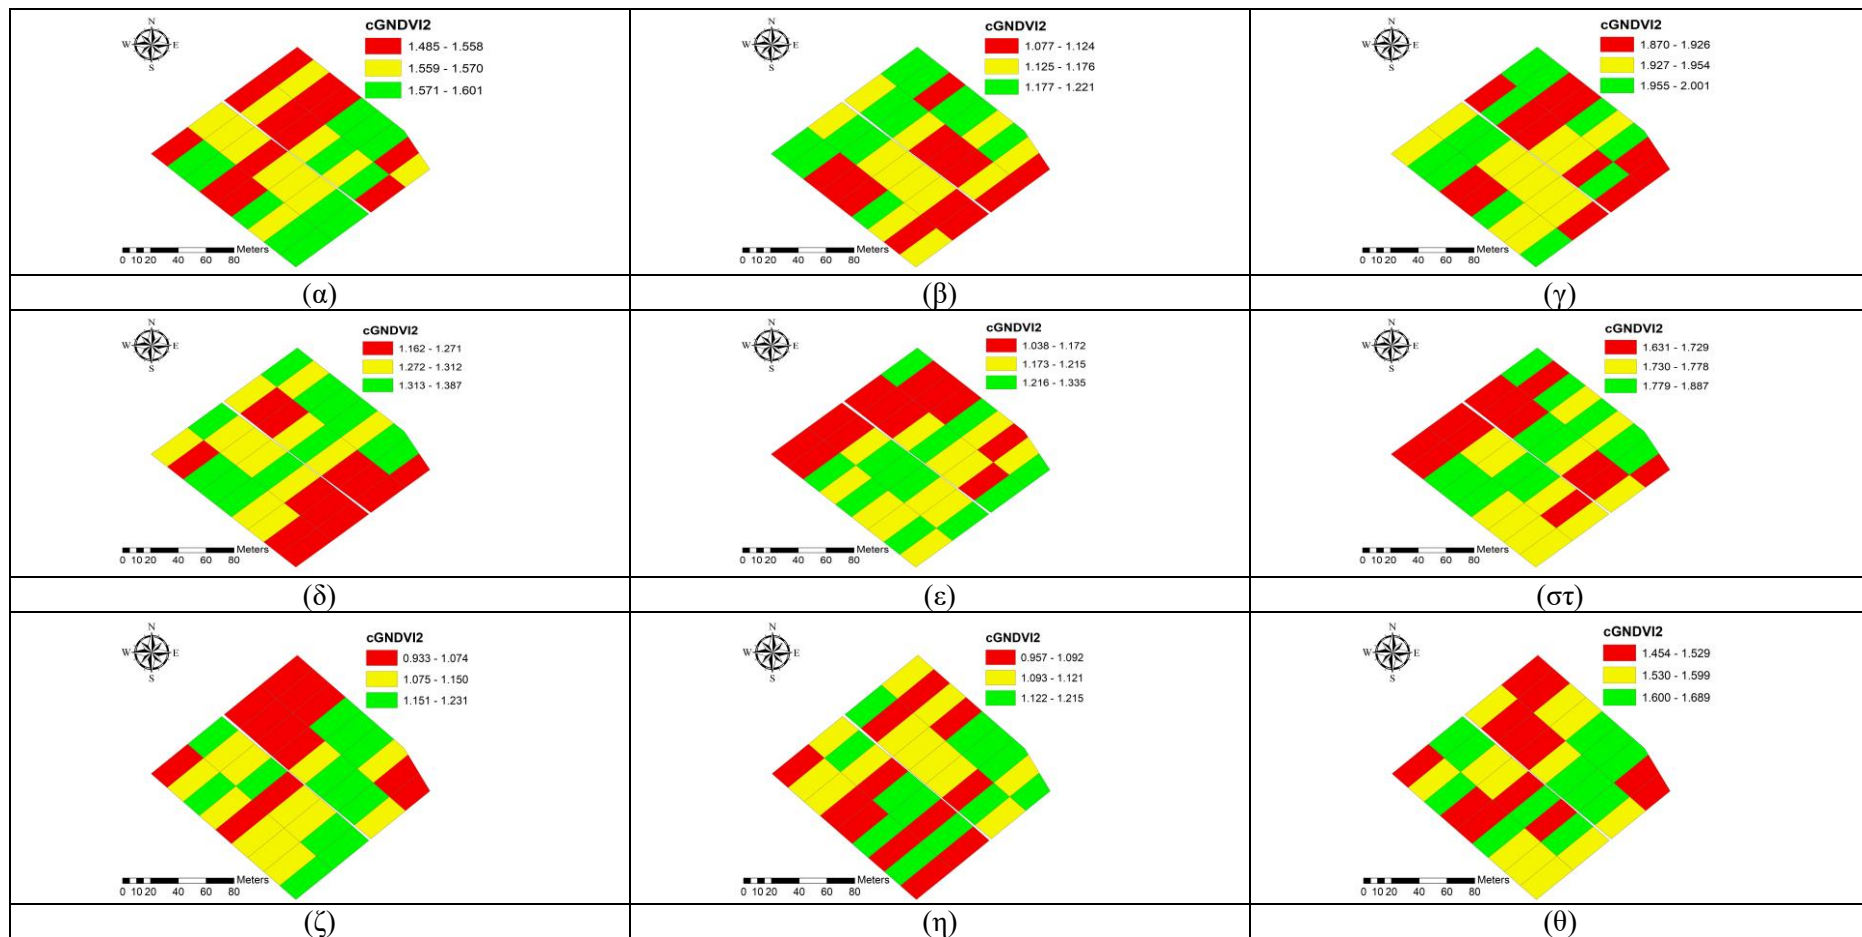 cGNDVI2
N
W E
S
1.485 - 1.558
1.559 - 1.570
1.571 - 1.601
Meters
0 10 20 40 60 80
cGNDVI2
N
W E
S
1.077 - 1.124
1.125 - 1.176
1.177 - 1.221
Meters
0 10 20 40 60 80
cGNDVI2
N
W E
S
1.870 - 1.926
1.927 - 1.954
1.955 - 2.001
Meters
0 10 20 40 60 80
(α) (β) (γ)
cGNDVI2
N
W E
S
1.162 - 1.271
1.272 - 1.312
1.313 - 1.387
Meters
0 10 20 40 60 80
cGNDVI2
N
W E
S
1.038 - 1.172
1.173 - 1.215
1.216 - 1.335
Meters
0 10 20 40 60 80
cGNDVI2
N
W E
S
1.631 - 1.729
1.730 - 1.778
1.779 - 1.887
Meters
0 10 20 40 60 80
(δ) (ε) (στ)
cGNDVI2
N
W E
S
0.933 - 1.074
1.075 - 1.150
1.151 - 1.231
Meters
0 10 20 40 60 80
cGNDVI2
N
W E
S
0.957 - 1.092
1.093 - 1.121
1.122 - 1.215
Meters
0 10 20 40 60 80
cGNDVI2
N
W E
S
1.454 - 1.529
1.530 - 1.599
1.600 - 1.689
Meters
0 10 20 40 60 80
(ζ) (η) (θ)